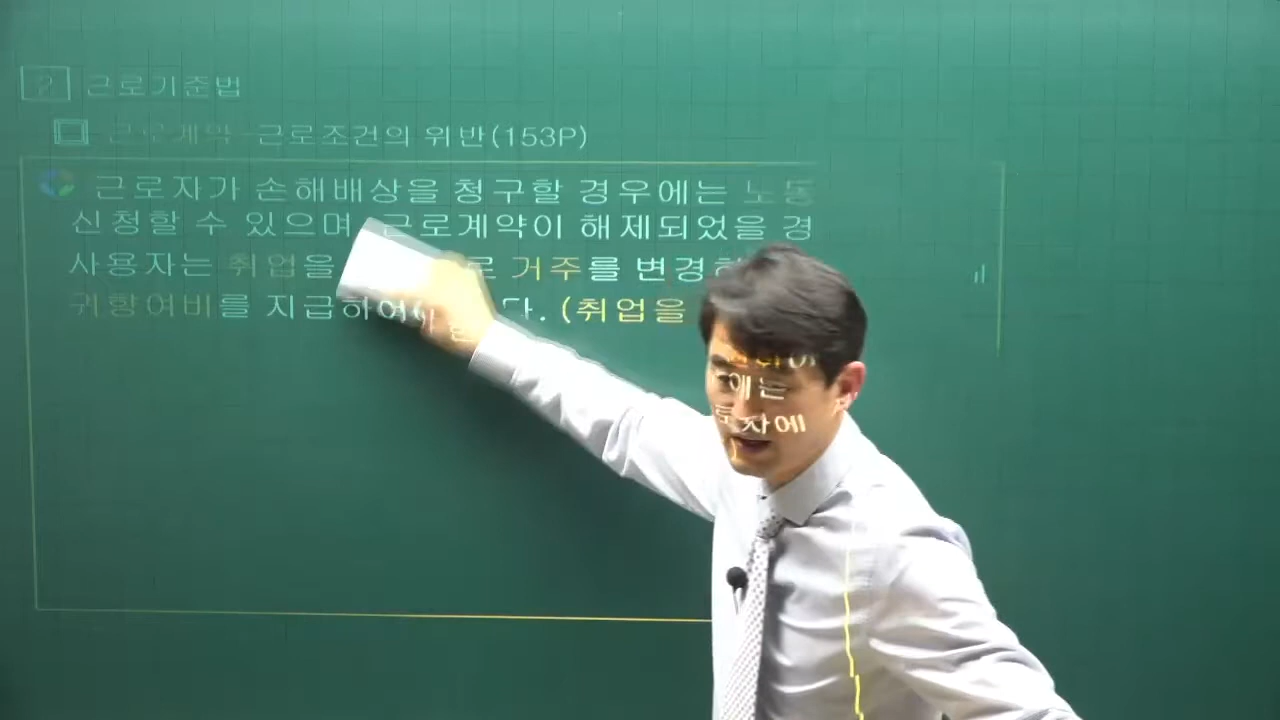 근로기준법
근로계약-근로조건의 위반(153P)
근로자가 손해배상을 청구할 경우에는 노동
신청할 수 있으며 근로계약이 해제되었을 경
사용자는 취업을 로 거주를 변경하
귀향여비를 지급하여야 다. (취업을
에는
로자에